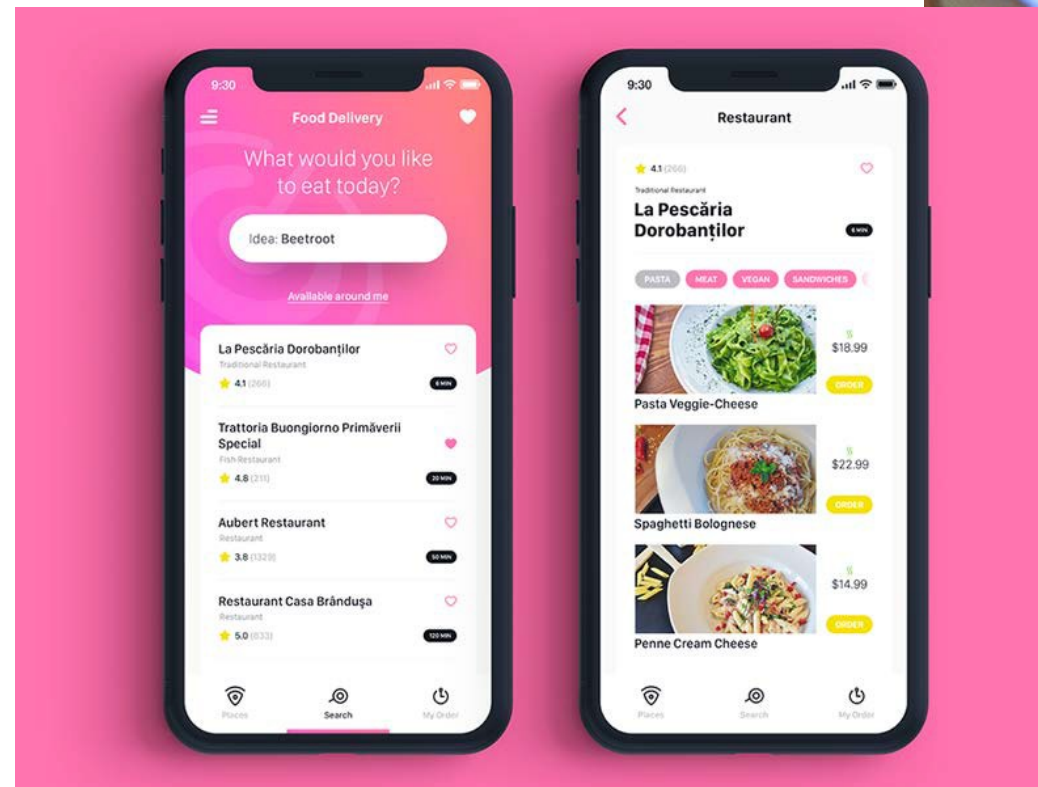 9:30
Food Delivery
What would you like
to eat today?
Idea: Beetroot
Available around me
La Pescăria Dorobanților
Traditional Restaurant
4.1 (266)
6 MIN
Trattoria Buongiorno Primăverii
Special
Fish Restaurant
4.8 (211)
20 MIN
Aubert Restaurant
Restaurant
3.8 (1329)
50 MIN
Restaurant Casa Brândușa
Restaurant
5.0 (833)
120 MIN
Places
Search
My Order
9:30
Restaurant
4.1 (266)
Traditional Restaurant
La Pescăria
Dorobanților
6 MIN
PASTA MEAT VEGAN SANDWICHES
$18.99
ORDER
Pasta Veggie-Cheese
$22.99
ORDER
Spaghetti Bolognese
$14.99
ORDER
Penne Cream Cheese
Places
Search
My Order